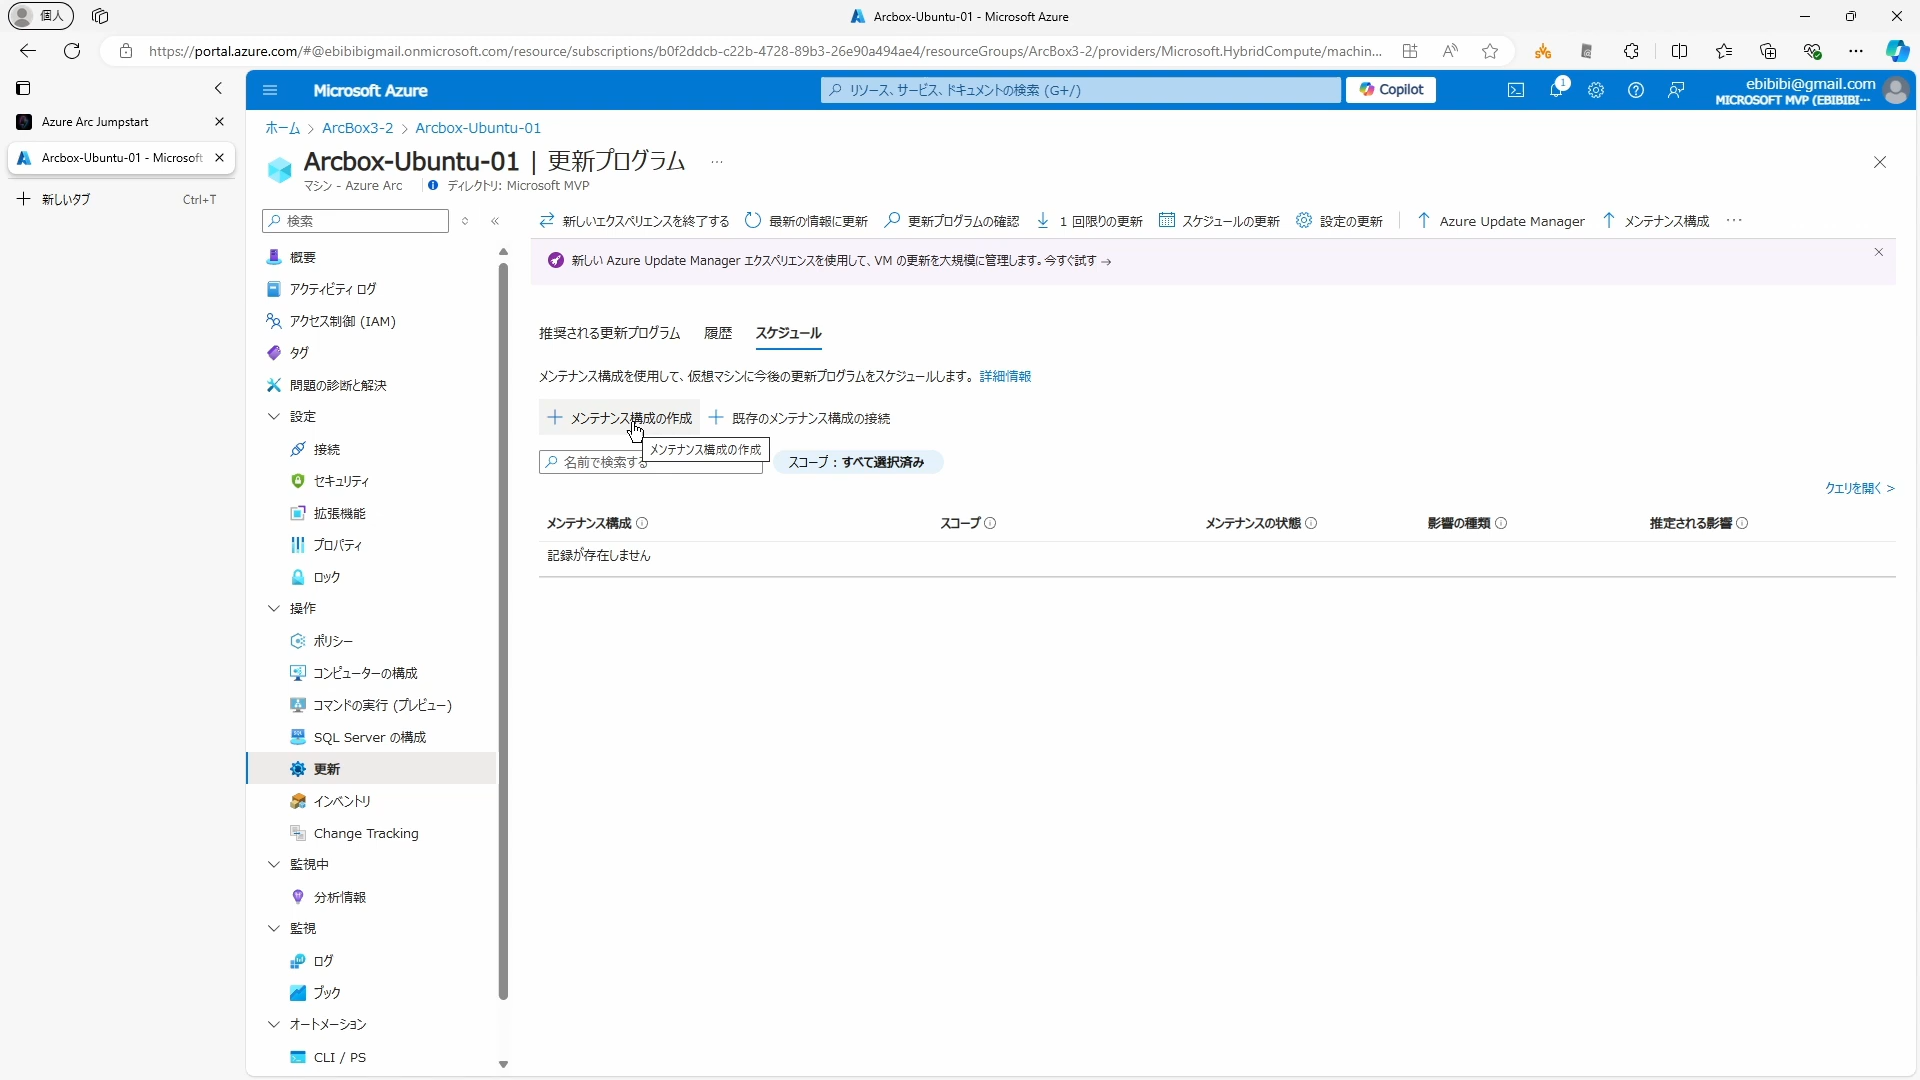 個人
Arcbox-Ubuntu-01 - Microsoft Azure
https://portal.azure.com/#@ebibibigmail.onmicrosoft.com/resource/subscriptions/b0f2ddcb-c22b-4728-89b3-26e90a494ae4/resourceGroups/ArcBox3-2/providers/Microsoft.HybridCompute/machin...
Azure Arc Jumpstart
Arcbox-Ubuntu-01 - Microsoft
新しいタブ Ctrl+T
Microsoft Azure
リソース、サービス、ドキュメントの検索 (G+/)
Copilot
1
ebibibi@gmail.com
MICROSOFT MVP (EBIBIBI...
ホーム > ArcBox3-2 > Arcbox-Ubuntu-01
Arcbox-Ubuntu-01 | 更新プログラム ...
マシン - Azure Arc
ディレクトリ: Microsoft MVP
検索
新しいエクスペリエンスを終了する 最新の情報に更新 更新プログラムの確認 1 回限りの更新 スケジュールの更新 設定の更新 Azure Update Manager メンテナンス構成 ...
新しい Azure Update Manager エクスペリエンスを使用して、VM の更新を大規模に管理します。今すぐ試す →
概要
アクティビティ ログ
アクセス制御 (IAM)
タグ
問題の診断と解決
設定
接続
セキュリティ
拡張機能
プロパティ
ロック
操作
ポリシー
コンピューターの構成
コマンドの実行 (プレビュー)
SQL Server の構成
更新
インベントリ
Change Tracking
監視中
分析情報
監視
ログ
ブック
オートメーション
CLI / PS
推奨される更新プログラム 履歴 スケジュール
メンテナンス構成を使用して、仮想マシンに今後の更新プログラムをスケジュールします。 詳細情報
メンテナンス構成の作成 既存のメンテナンス構成の接続
メンテナンス構成の作成
名前で検索する
スコープ : すべて選択済み
クエリを開く >
メンテナンス構成 スコープ メンテナンスの状態 影響の種類 推定される影響
記録が存在しません